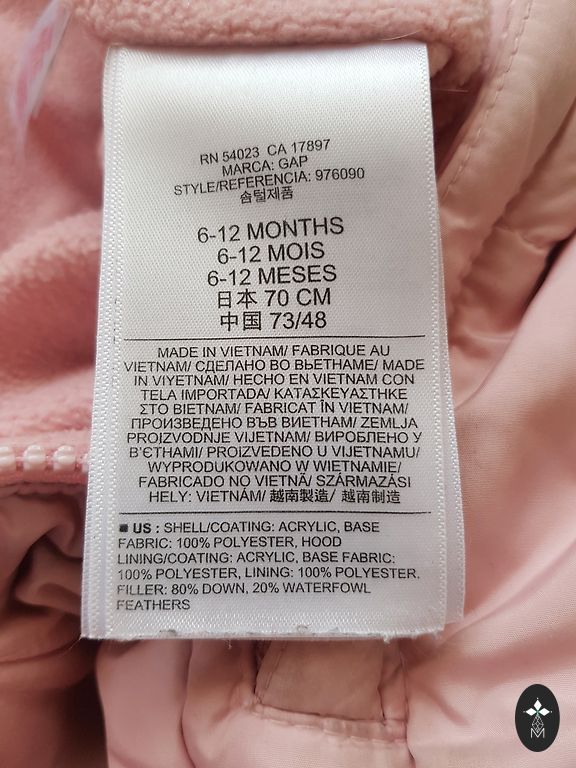 RN 54023 CA 17897
MARCA: GAP
STYLE/REFERENCIA: 976090
솜털제품
6-12 MONTHS
6-12 MOIS
6-12 MESES
日本 70 CM
中国 73/48
MADE IN VIETNAM/ FABRIQUE AU
VIETNAM/ СДЕЛАНО ВО ВЬЕТНАМЕ/ MADE
IN VIYETNAM/ HECHO EN VIETNAM CON
TELA IMPORTADA/ ΚΑΤΑΣΚΕΥΑΣΤΗΚΕ
ΣΤΟ ΒΙΕΤΝΑΜ/ FABRICAT ÎN VIETNAM/
ПРОИЗВЕДЕНО ВЪВ ВИЕТНАМ/ ZEMLJA
PROIZVODNJE VIJETNAM/ ВИРОБЛЕНО У
В'ЄТНАМІ/ PROIZVEDENO U VIJETNAMU/
WYPRODUKOWANO W WIETNAMIE/
FABRICADO NO VIETNÃ/ SZÁRMAZÁSI
HELY: VIETNÁM/ 越南製造/ 越南制造
■ US : SHELL/COATING: ACRYLIC, BASE
FABRIC: 100% POLYESTER, HOOD
LINING/COATING: ACRYLIC, BASE FABRIC:
100% POLYESTER, LINING: 100% POLYESTER.
FILLER: 80% DOWN, 20% WATERFOWL
FEATHERS
M